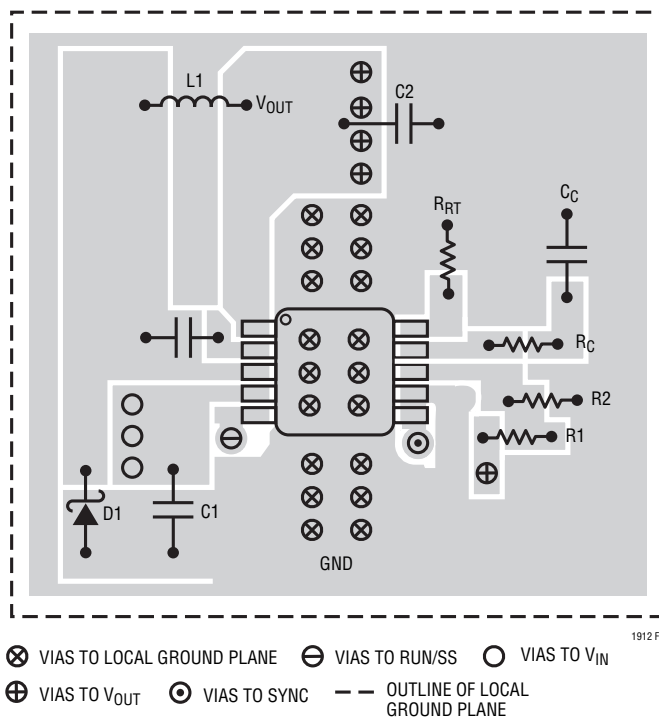 L1
VOUT
C2
RRT
CC
RC
R2
R1
D1
C1
GND
1912 F
VIAS TO LOCAL GROUND PLANE
VIAS TO RUN/SS
VIAS TO VIN
VIAS TO VOUT
VIAS TO SYNC
OUTLINE OF LOCAL
GROUND PLANE